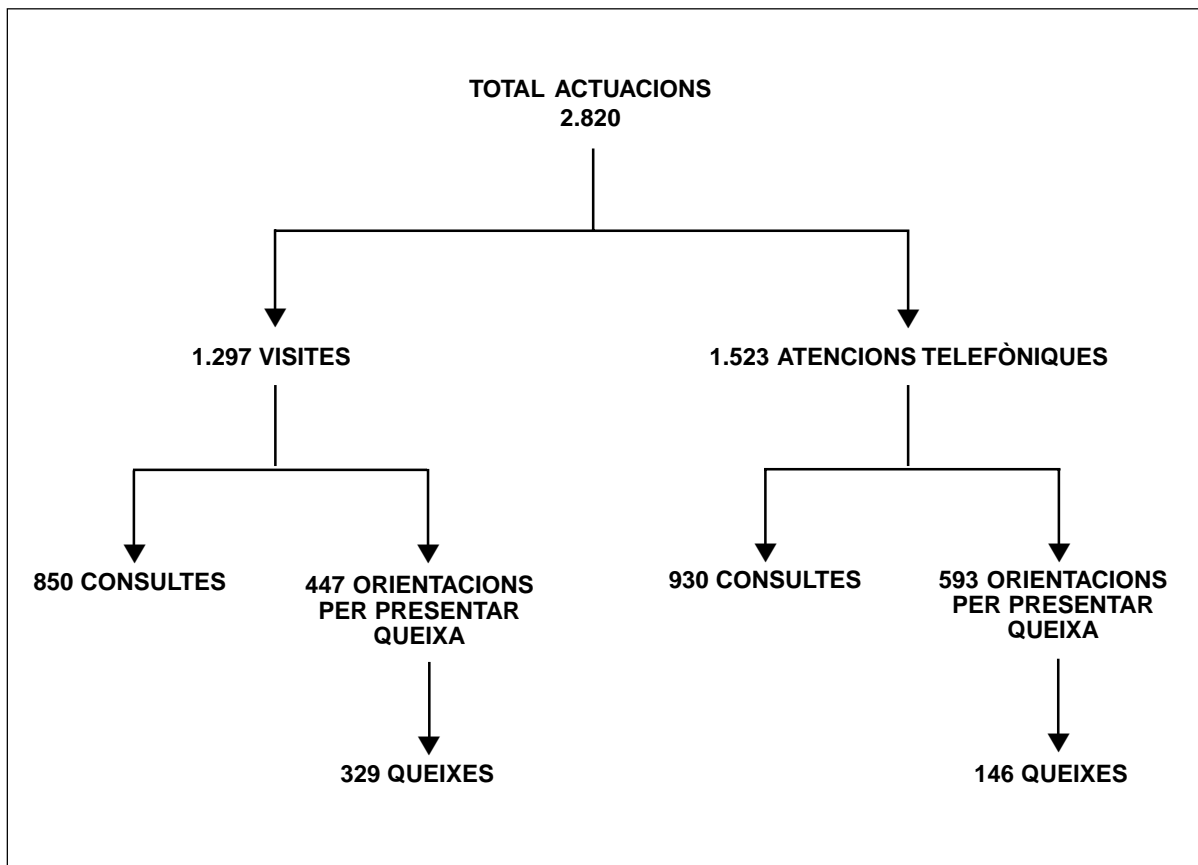 TOTAL ACTUACIONS
2.820
1.297 VISITES
1.523 ATENCIONS TELEFÒNIQUES
850 CONSULTES
447 ORIENTACIONS
PER PRESENTAR
QUEIXA
930 CONSULTES
593 ORIENTACIONS
PER PRESENTAR
QUEIXA
329 QUEIXES
146 QUEIXES